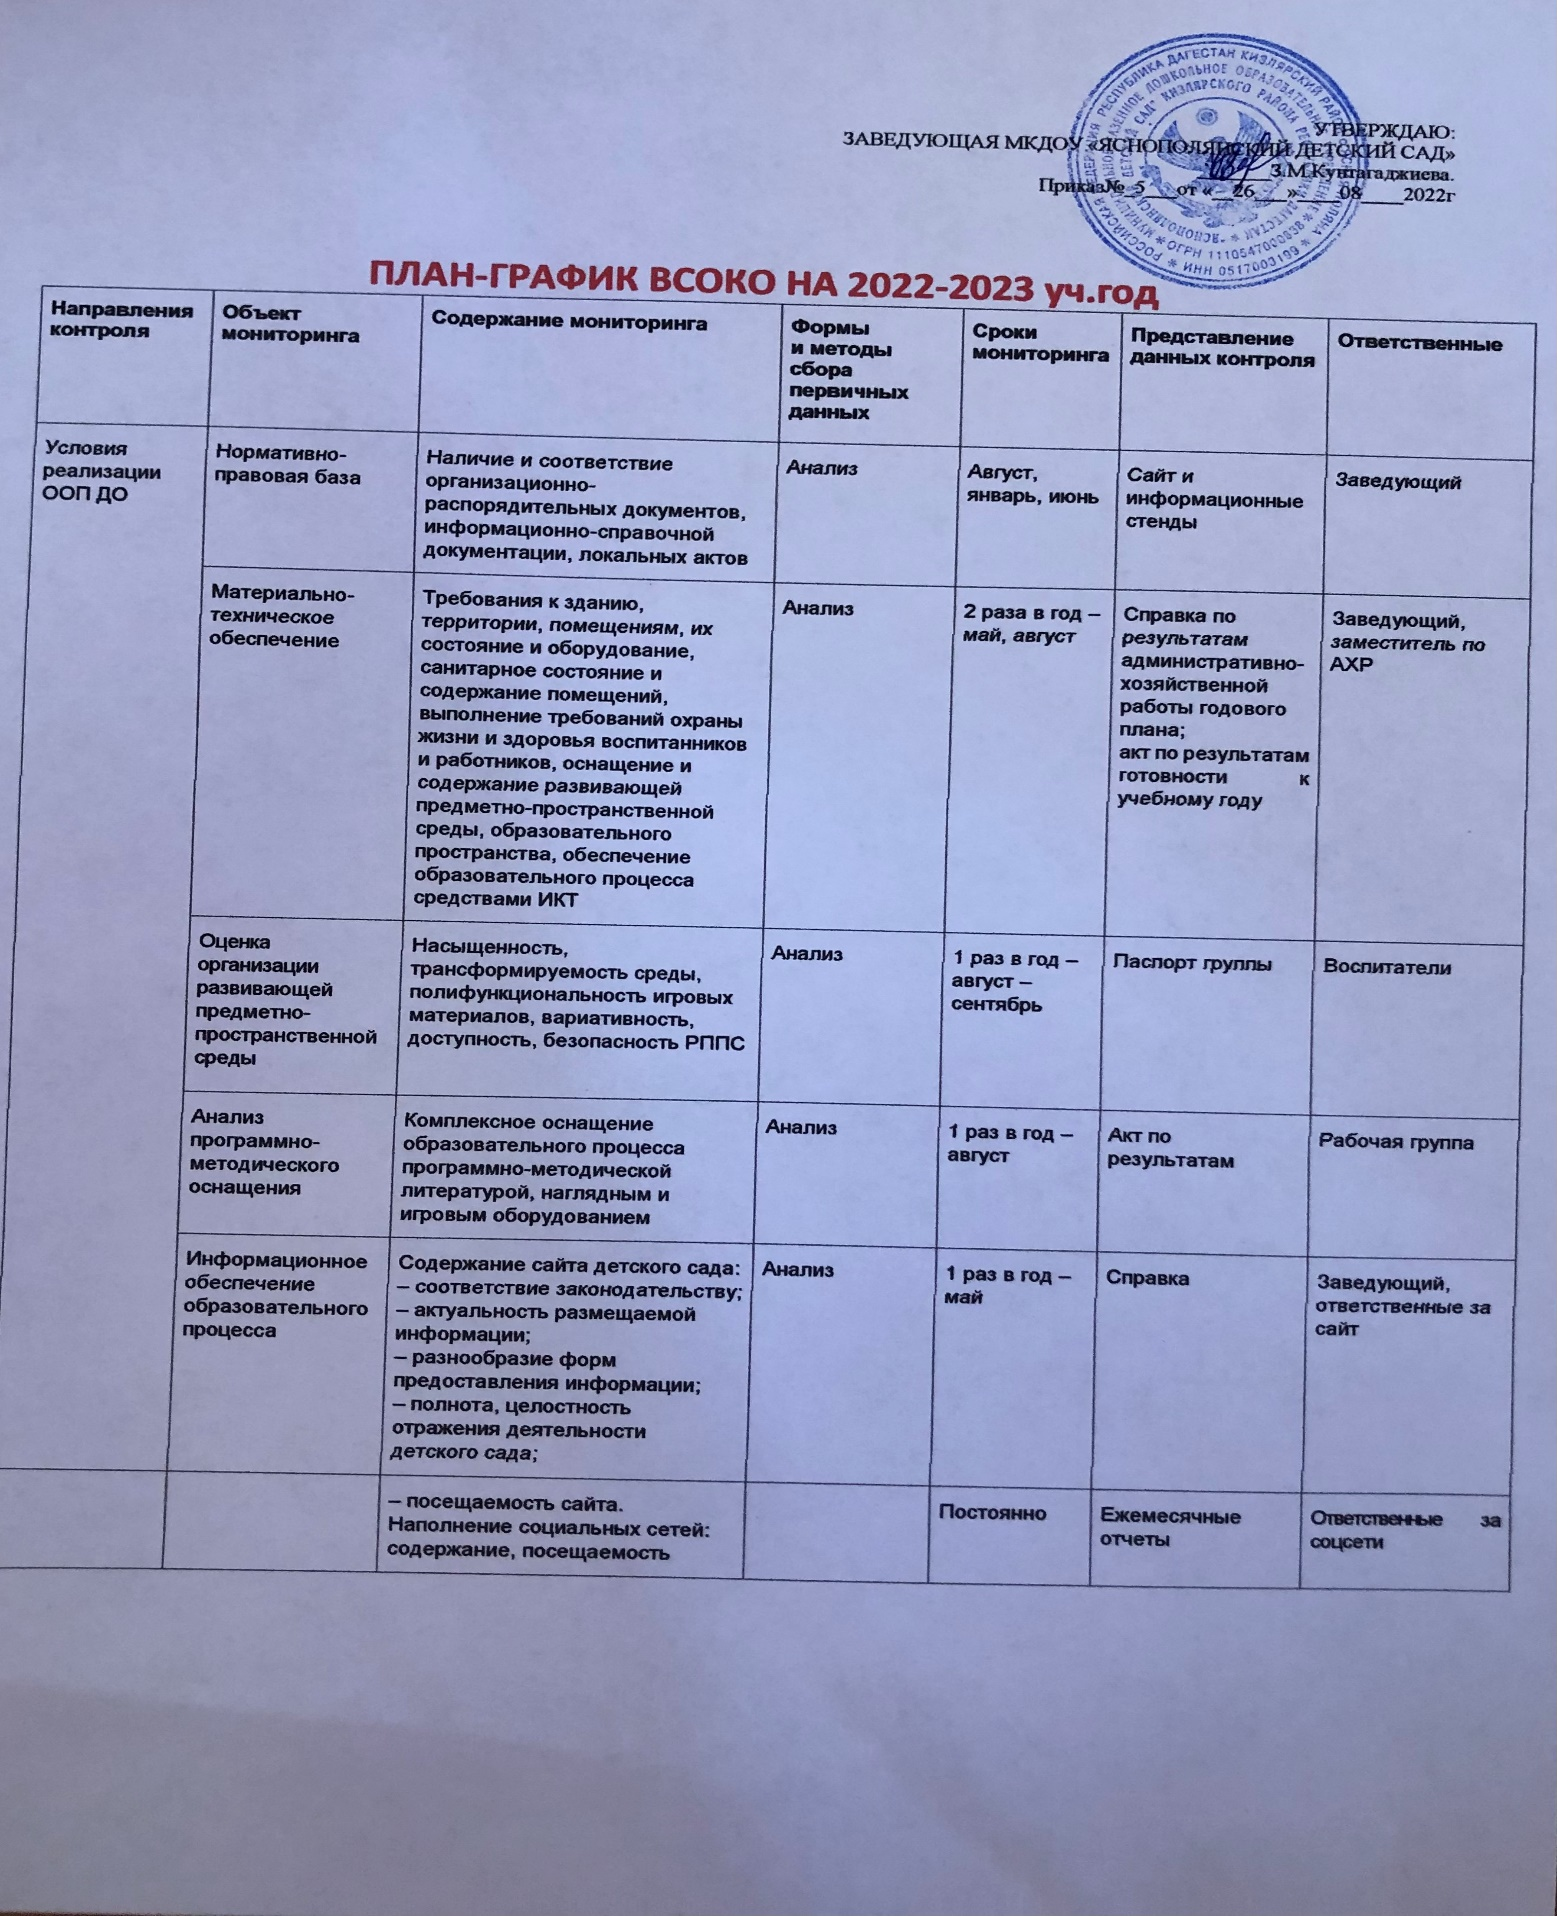 УТВЕРЖДАЮ:
ЗАВЕДУЮЩАЯ МКДОУ «ЯСНОПОЛЯНСКИЙ ДЕТСКИЙ САД»
З.М.Кунтагаджиева.
Приказ№_5___от «__26___»____08____2022г
ПЛАН-ГРАФИК ВСОКО НА 2022-2023 уч.год
Направления
контроля
Объект
мониторинга
Содержание мониторинга
Формы
и методы
сбора
первичных
данных
Сроки
мониторинга
Представление
данных контроля
Ответственные
Условия
реализации
ООП ДО
Нормативно-
правовая база
Наличие и соответствие
организационно-
распорядительных документов,
информационно-справочной
документации, локальных актов
Анализ
Август,
январь, июнь
Сайт и
информационные
стенды
Заведующий
Материально-
техническое
обеспечение
Требования к зданию,
территории, помещениям, их
состояние и оборудование,
санитарное состояние и
содержание помещений,
выполнение требований охраны
жизни и здоровья воспитанников
и работников, оснащение и
содержание развивающей
предметно-пространственной
среды, образовательного
пространства, обеспечение
образовательного процесса
средствами ИКТ
Анализ
2 раза в год –
май, август
Справка по
результатам
административно-
хозяйственной
работы годового
плана;
акт по результатам
готовности к
учебному году
Заведующий,
заместитель по
АХР
Оценка
организации
развивающей
предметно-
пространственной
среды
Насыщенность,
трансформируемость среды,
полифункциональность игровых
материалов, вариативность,
доступность, безопасность РППС
Анализ
1 раз в год –
август –
сентябрь
Паспорт группы
Воспитатели
Анализ
программно-
методического
оснащения
Комплексное оснащение
образовательного процесса
программно-методической
литературой, наглядным и
игровым оборудованием
Анализ
1 раз в год –
август
Акт по
результатам
Рабочая группа
Информационное
обеспечение
образовательного
процесса
Содержание сайта детского сада:
– соответствие законодательству;
– актуальность размещаемой
информации;
– разнообразие форм
предоставления информации;
– полнота, целостность
отражения деятельности
детского сада;
Анализ
1 раз в год –
май
Справка
Заведующий,
ответственные за
сайт
– посещаемость сайта.
Наполнение социальных сетей:
содержание, посещаемость
Постоянно
Ежемесячные
отчеты
Ответственные за
соцсети